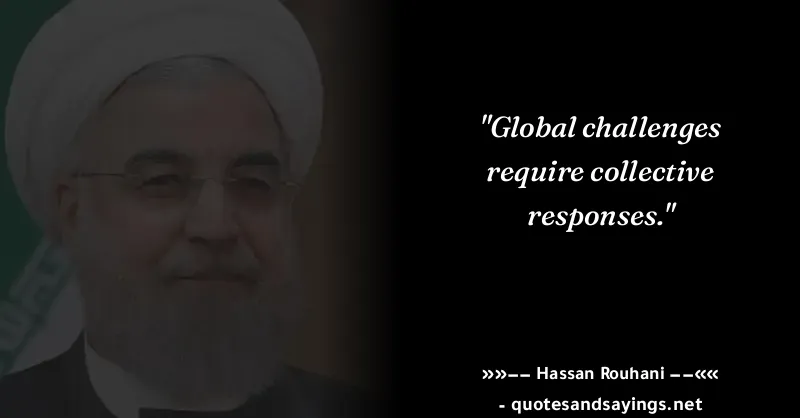 "Global challenges
require collective
responses."
»»−− Hassan Rouhani −−««
- quotesandsayings.net